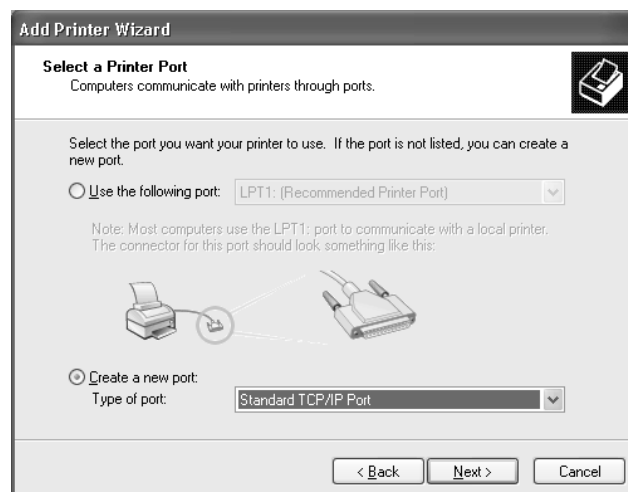 Add Printer Wizard
Select a Printer Port
Computers communicate with printers through ports.
Select the port you want your printer to use. If the port is not listed, you can create a
new port.
Use the following port: LPT1: (Recommended Printer Port)
Note: Most computers use the LPT1: port to communicate with a local printer.
The connector for this port should look something like this:
Create a new port:
Type of port: Standard TCP/IP Port
< Back Next > Cancel